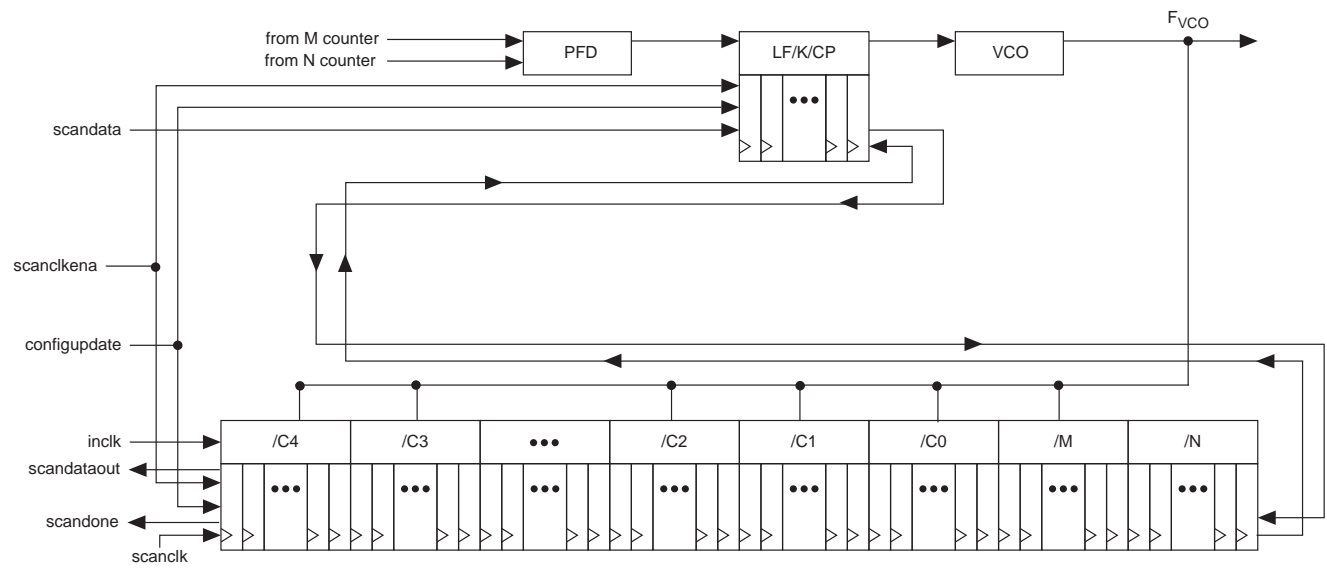 F_VCO
from M counter
from N counter
PFD
LF/K/CP
VCO
scandata
scanclkena
configupdate
inclk
/C4
/C3
/C2
/C1
/C0
/M
/N
scandataout
scandone
scanclk